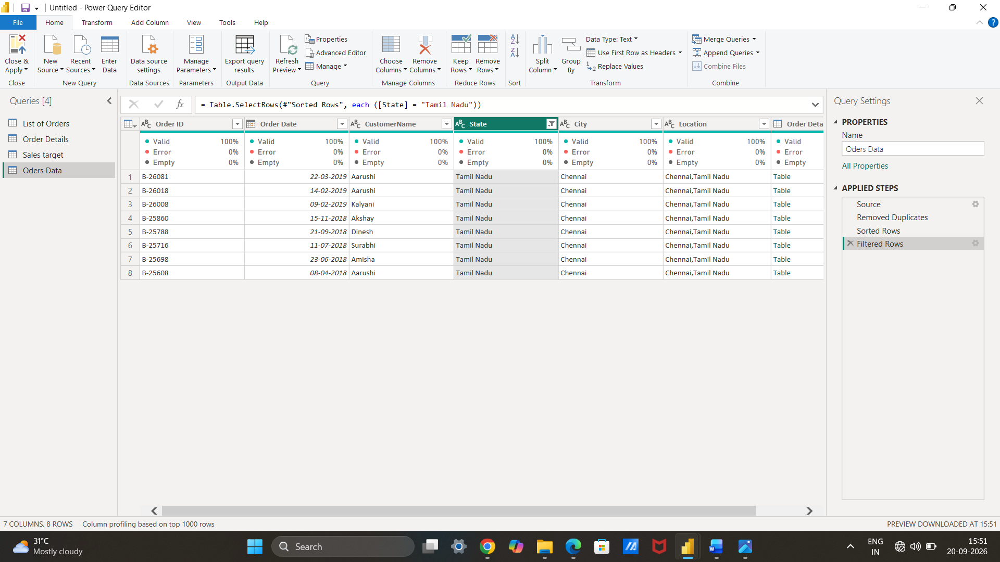 Untitled - Power Query Editor
File Home Transform Add Column View Tools Help
Close & Apply
Close
New Source
Recent Sources
Enter Data
New Query
Data source settings
Data Sources
Manage Parameters
Parameters
Export query results
Output Data
Refresh Preview
Properties
Advanced Editor
Manage
Query
Choose Columns
Remove Columns
Manage Columns
Keep Rows
Remove Rows
Reduce Rows
Sort
Split Column
Group By
Data Type: Text
Use First Row as Headers
Replace Values
Transform
Merge Queries
Append Queries
Combine Files
Combine
Queries [4]
List of Orders
Order Details
Sales target
Oders Data
= Table.SelectRows(#"Sorted Rows", each ([State] = "Tamil Nadu"))
Order ID Order Date CustomerName State City Location Order Deta
Valid 100% Valid 100% Valid 100% Valid 100% Valid 100% Valid 100% Valid
Error 0% Error 0% Error 0% Error 0% Error 0% Error 0% Error
Empty 0% Empty 0% Empty 0% Empty 0% Empty 0% Empty 0% Empty
1 B-26081 22-03-2019 Aarushi Tamil Nadu Chennai Chennai,Tamil Nadu Table
2 B-26018 14-02-2019 Aarushi Tamil Nadu Chennai Chennai,Tamil Nadu Table
3 B-26008 09-02-2019 Kalyani Tamil Nadu Chennai Chennai,Tamil Nadu Table
4 B-25860 15-11-2018 Akshay Tamil Nadu Chennai Chennai,Tamil Nadu Table
5 B-25788 21-09-2018 Dinesh Tamil Nadu Chennai Chennai,Tamil Nadu Table
6 B-25716 11-07-2018 Surabhi Tamil Nadu Chennai Chennai,Tamil Nadu Table
7 B-25698 23-06-2018 Amisha Tamil Nadu Chennai Chennai,Tamil Nadu Table
8 B-25608 08-04-2018 Aarushi Tamil Nadu Chennai Chennai,Tamil Nadu Table
Query Settings
PROPERTIES
Name
Oders Data
All Properties
APPLIED STEPS
Source
Removed Duplicates
Sorted Rows
Filtered Rows
7 COLUMNS, 8 ROWS Column profiling based on top 1000 rows
PREVIEW DOWNLOADED AT 15:51
31°C
Mostly cloudy
Search
ENG
IN
15:51
20-09-2026